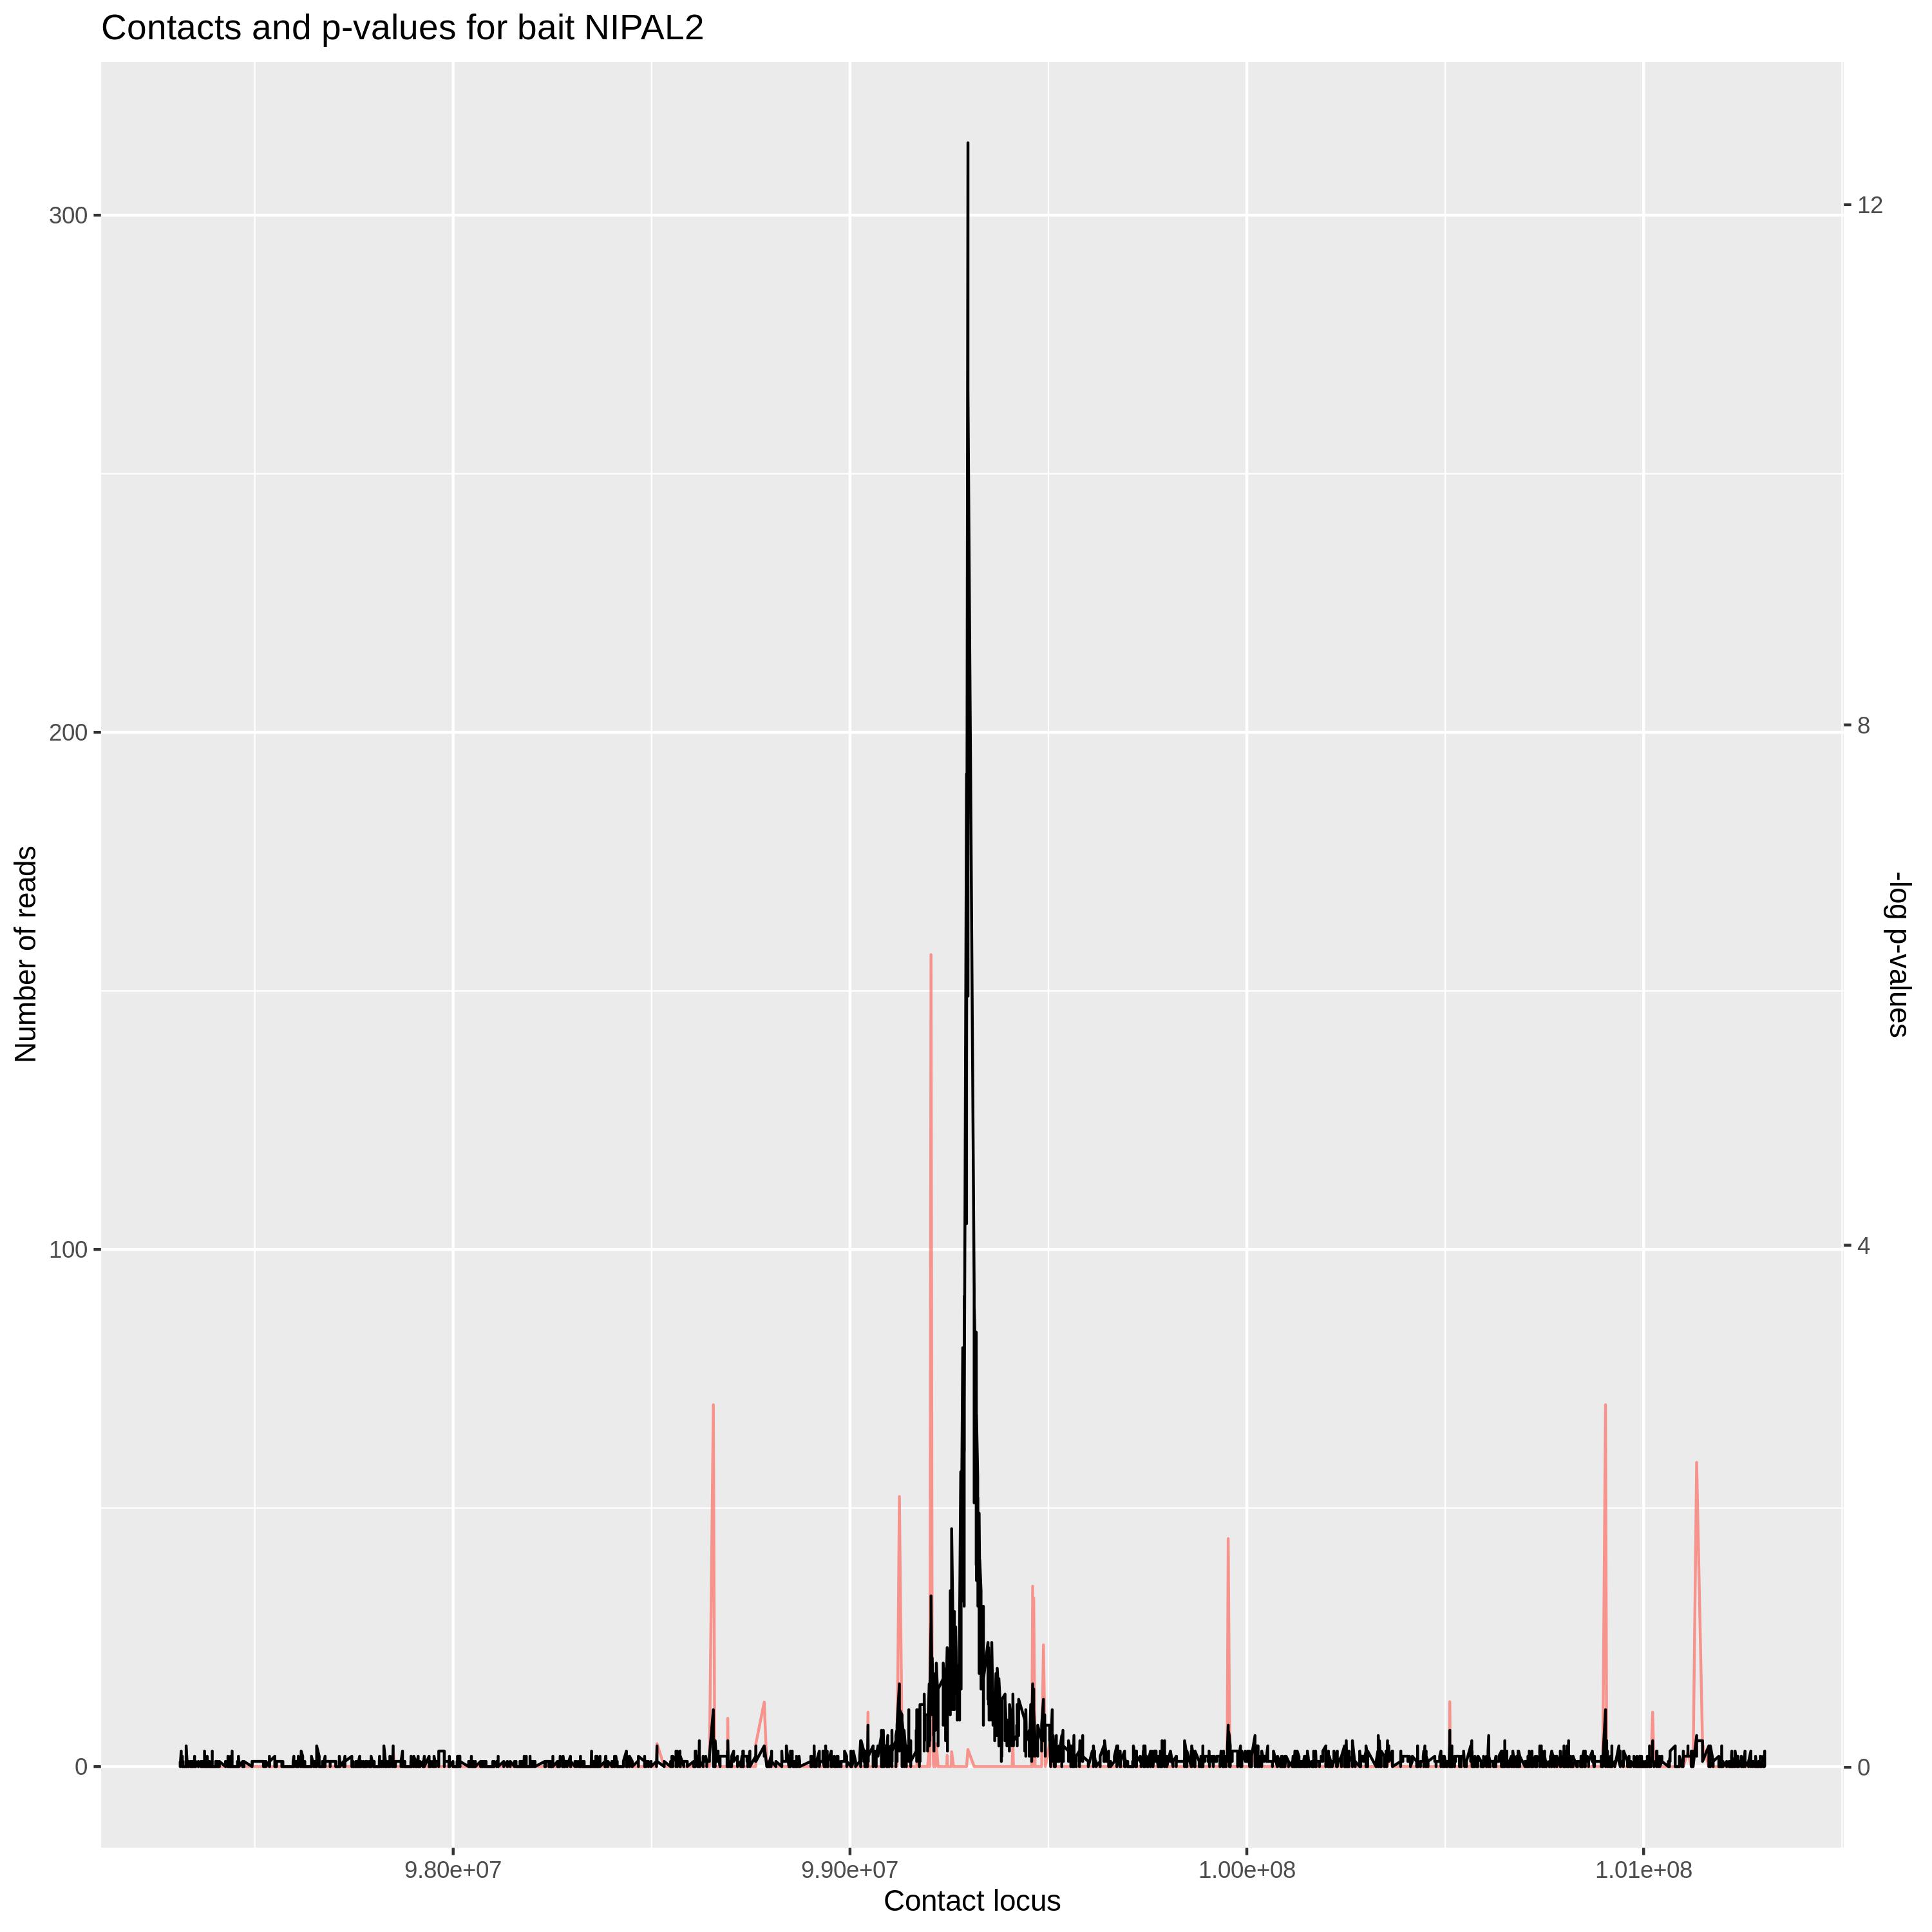 Contacts and p-values for bait NIPAL2
300
200
100
0
Number of reads
12
8
4
0
-log p-values
9.80e+07
9.90e+07
1.00e+08
1.01e+08
Contact locus